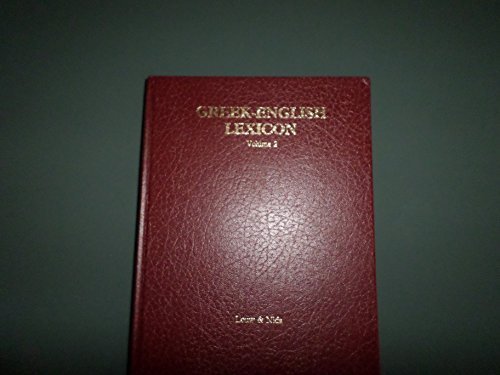 GREEK-ENGLISH
LEXICON
Volume 2
Louw & Nida